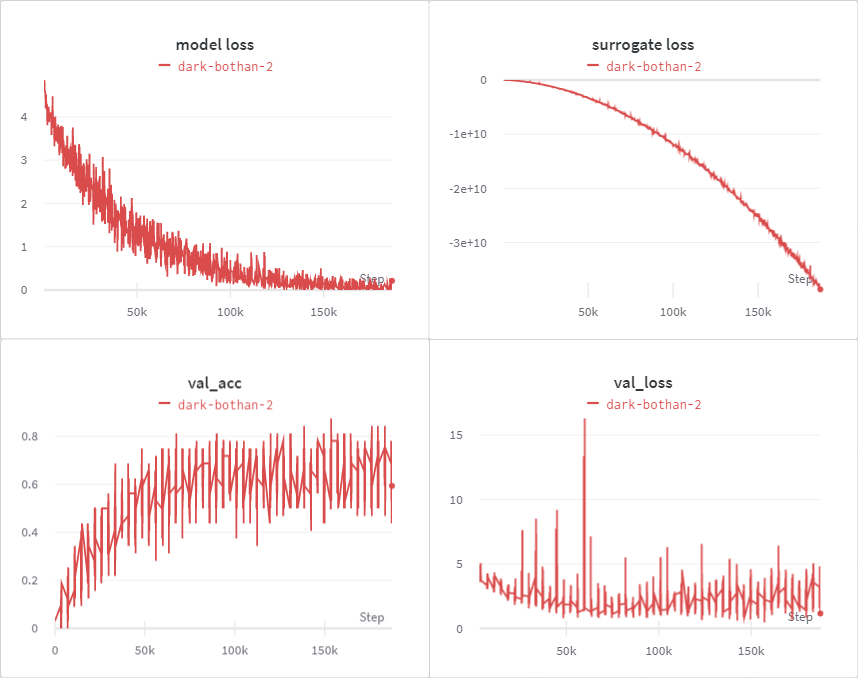 model loss
dark-bothan-2
4
3
2
1
0
Step
50k
100k
150k
surrogate loss
dark-bothan-2
0
-1e+10
-2e+10
-3e+10
Step
50k
100k
150k
val_acc
dark-bothan-2
0.8
0.6
0.4
0.2
0
Step
0
50k
100k
150k
val_loss
dark-bothan-2
15
10
5
0
Step
50k
100k
150k